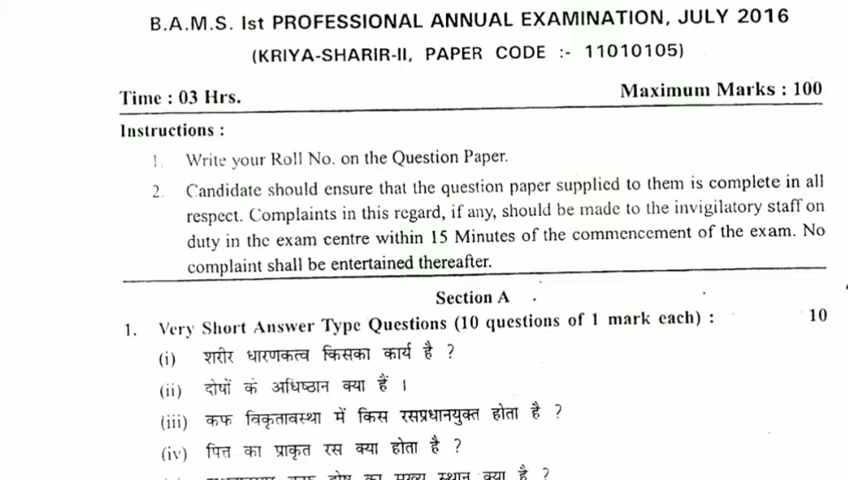 B.A.M.S. Ist PROFESSIONAL ANNUAL EXAMINATION, JULY 2016
(KRIYA-SHARIR-II, PAPER CODE :- 11010105)
Time : 03 Hrs. Maximum Marks : 100
Instructions :
1. Write your Roll No. on the Question Paper.
2. Candidate should ensure that the question paper supplied to them is complete in all
respect. Complaints in this regard, if any, should be made to the invigilatory staff on
duty in the exam centre within 15 Minutes of the commencement of the exam. No
complaint shall be entertained thereafter.
Section A
1. Very Short Answer Type Questions (10 questions of 1 mark each) : 10
(i) शरीर धारणकत्व किसका कार्य है ?
(ii) दोषों के अधिष्ठान क्या हैं ।
(iii) कफ विकृतावस्था में किस रसप्रधानयुक्त होता है ?
(iv) पित्त का प्राकृत रस क्या होता है ?
दोष का मुख्य स्थान क्या है ?